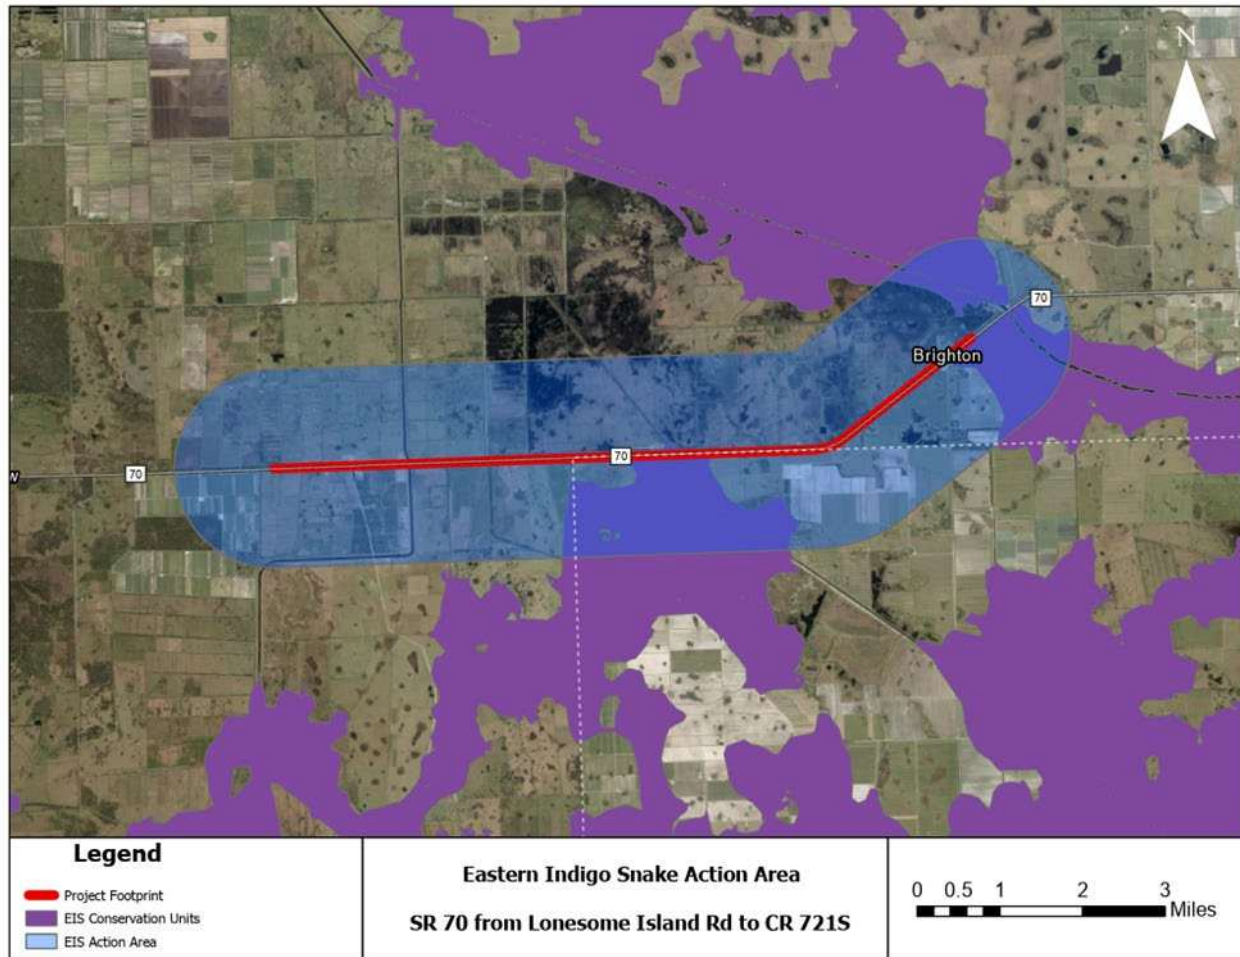 N
70
Brighton
70
70
W
Legend
Project Footprint
EIS Conservation Units
EIS Action Area
Eastern Indigo Snake Action Area
SR 70 from Lonesome Island Rd to CR 721S
0 0.5 1 2 3
Miles